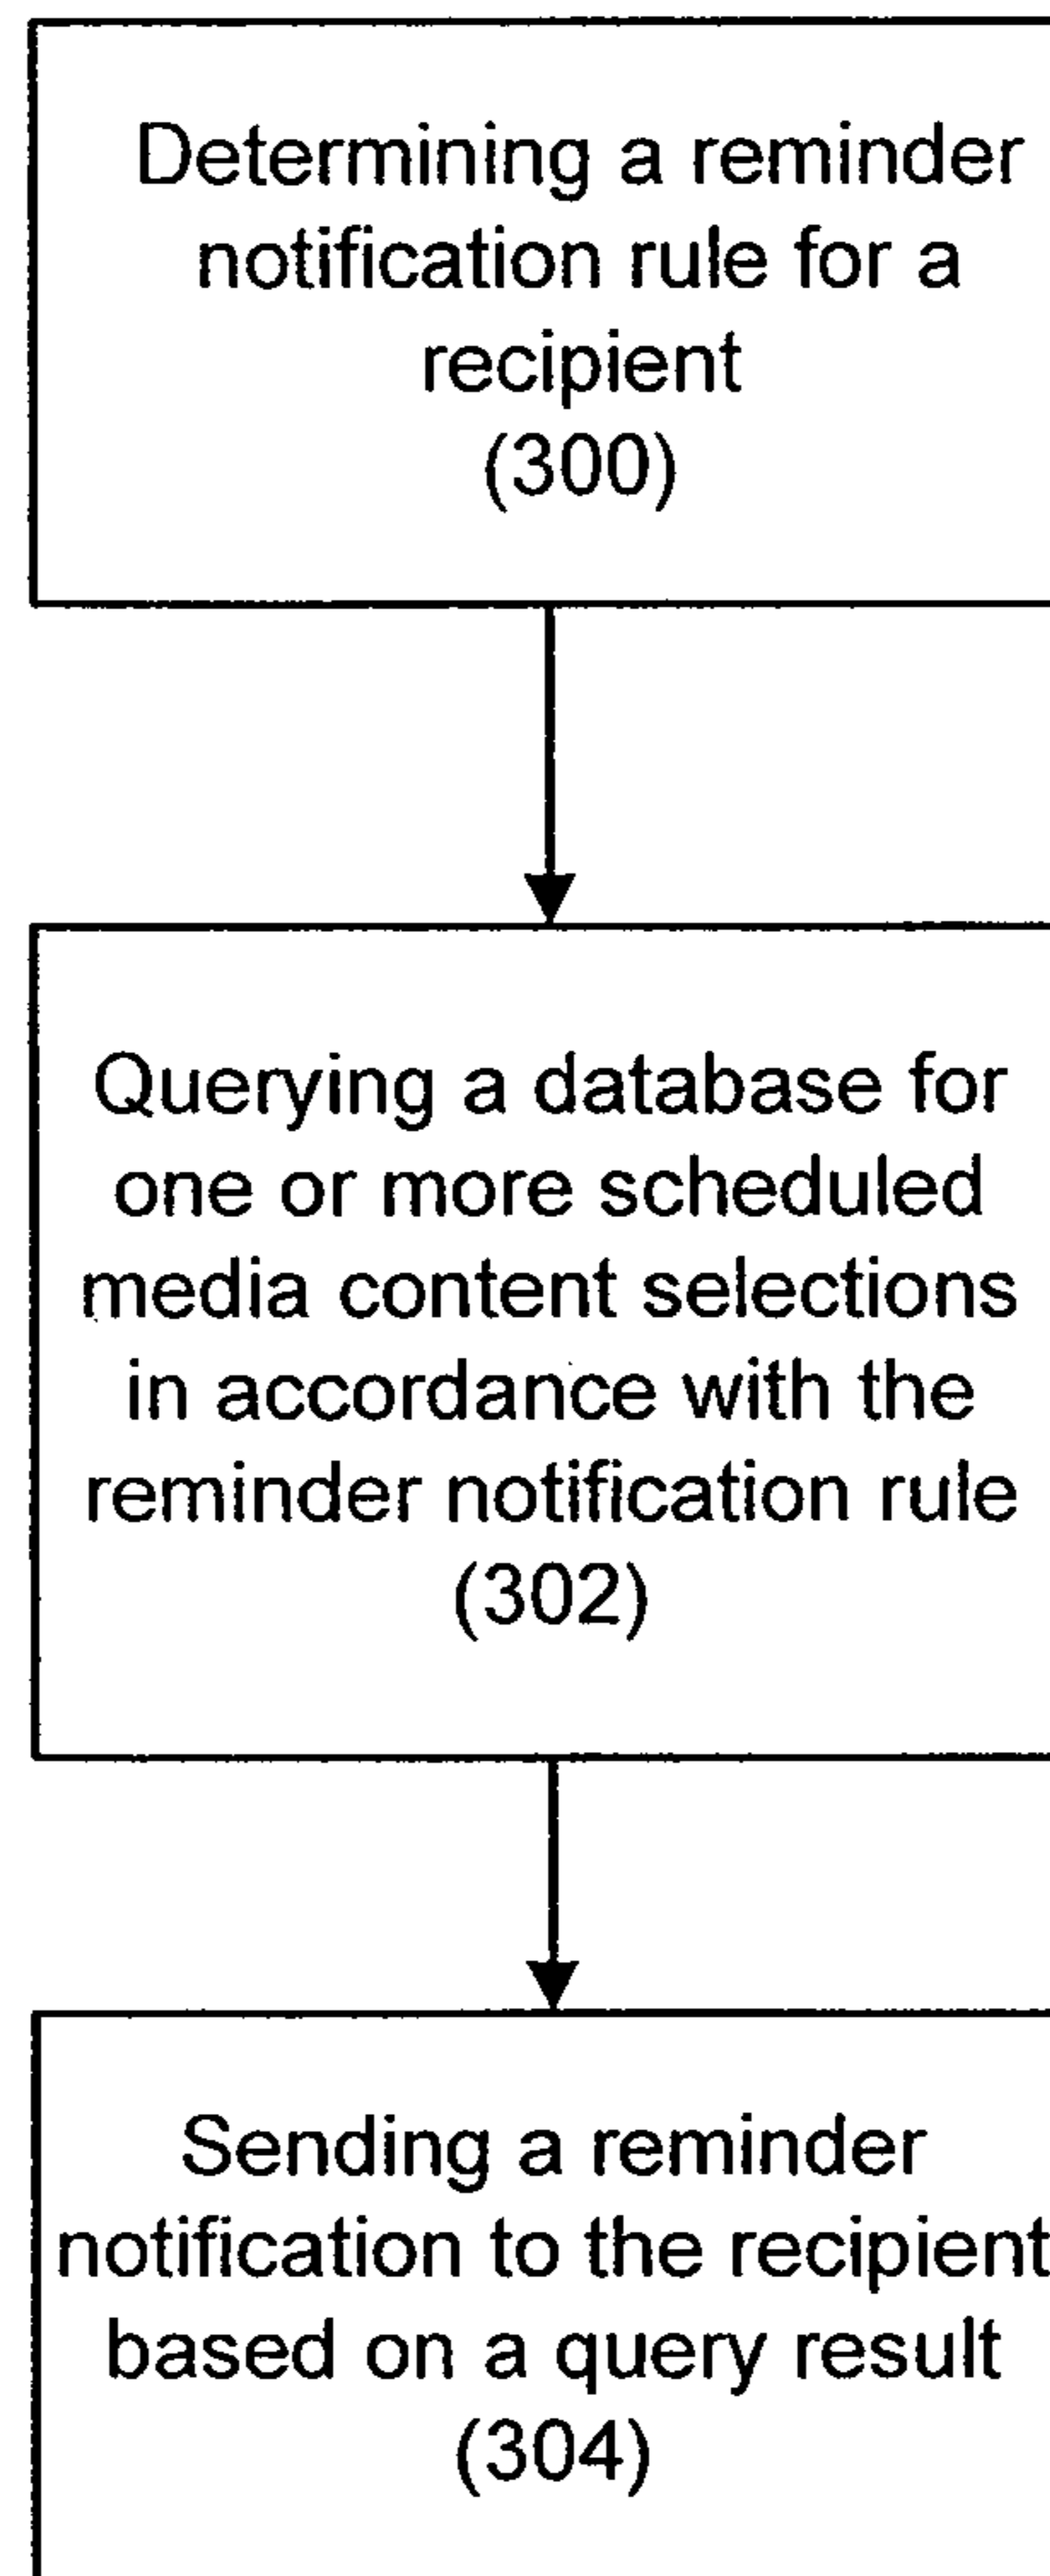 Determining a reminder
notification rule for a
recipient
(300)
Querying a database for
one or more scheduled
media content selections
in accordance with the
reminder notification rule
(302)
Sending a reminder
notification to the recipient
based on a query result
(304)